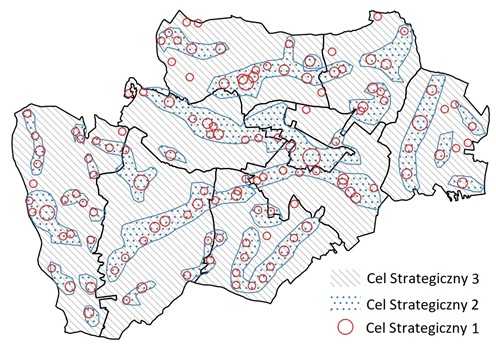 Cel Strategiczny 3
Cel Strategiczny 2
Cel Strategiczny 1